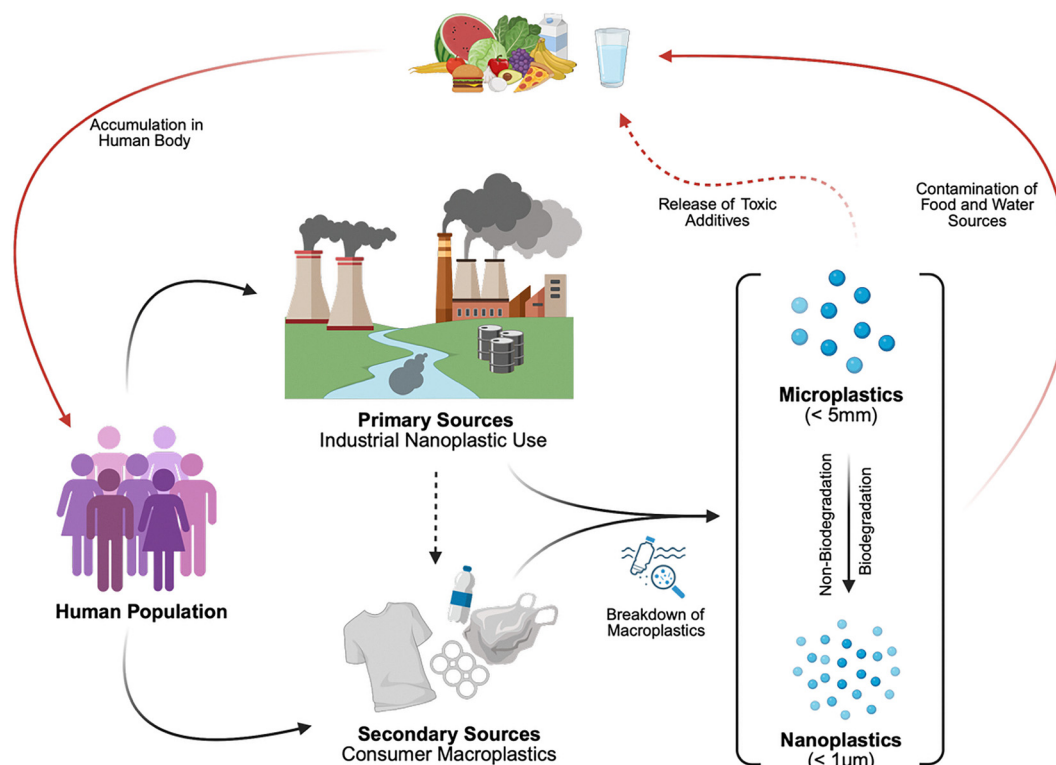 Accumulation in
Human Body
Release of Toxic
Additives
Contamination of
Food and Water
Sources
Primary Sources
Industrial Nanoplastic Use
Microplastics
(< 5mm)
Non-Biodegradation
Biodegradation
Human Population
Breakdown of
Macroplastics
Secondary Sources
Consumer Macroplastics
Nanoplastics
(< 1um)